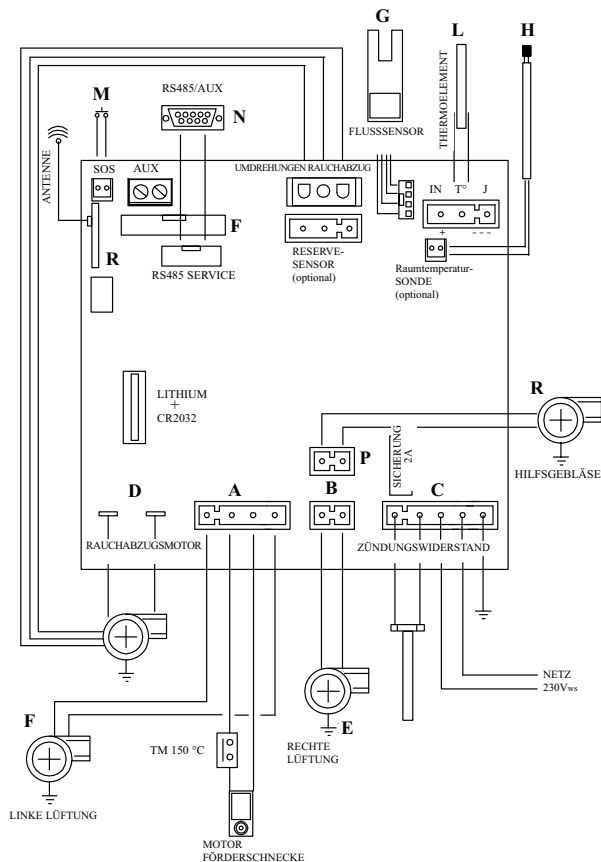 G
L
H
M
RS485/AUX
N
THERMOELEMENT
ANTENNE
FLUSSSENSOR
SOS
AUX
UMDREHUNGEN RAUCHABZUG
IN T° J
F
+ ---
R
RS485 SERVICE
RESERVE-
SENSOR
(optional)
Raumtemperatur-
SONDE
(optional)
LITHIUM
+
CR2032
R
P
SICHERUNG
2A
HILFSGEBLÄSE
D
A
B
C
RAUCHABZUGSMOTOR
ZÜNDUNGSWIDERSTAND
NETZ
230Vws
F
E
TM 150 °C
RECHTE
LÜFTUNG
LINKE LÜFTUNG
MOTOR
FÖRDERSCHNECKE